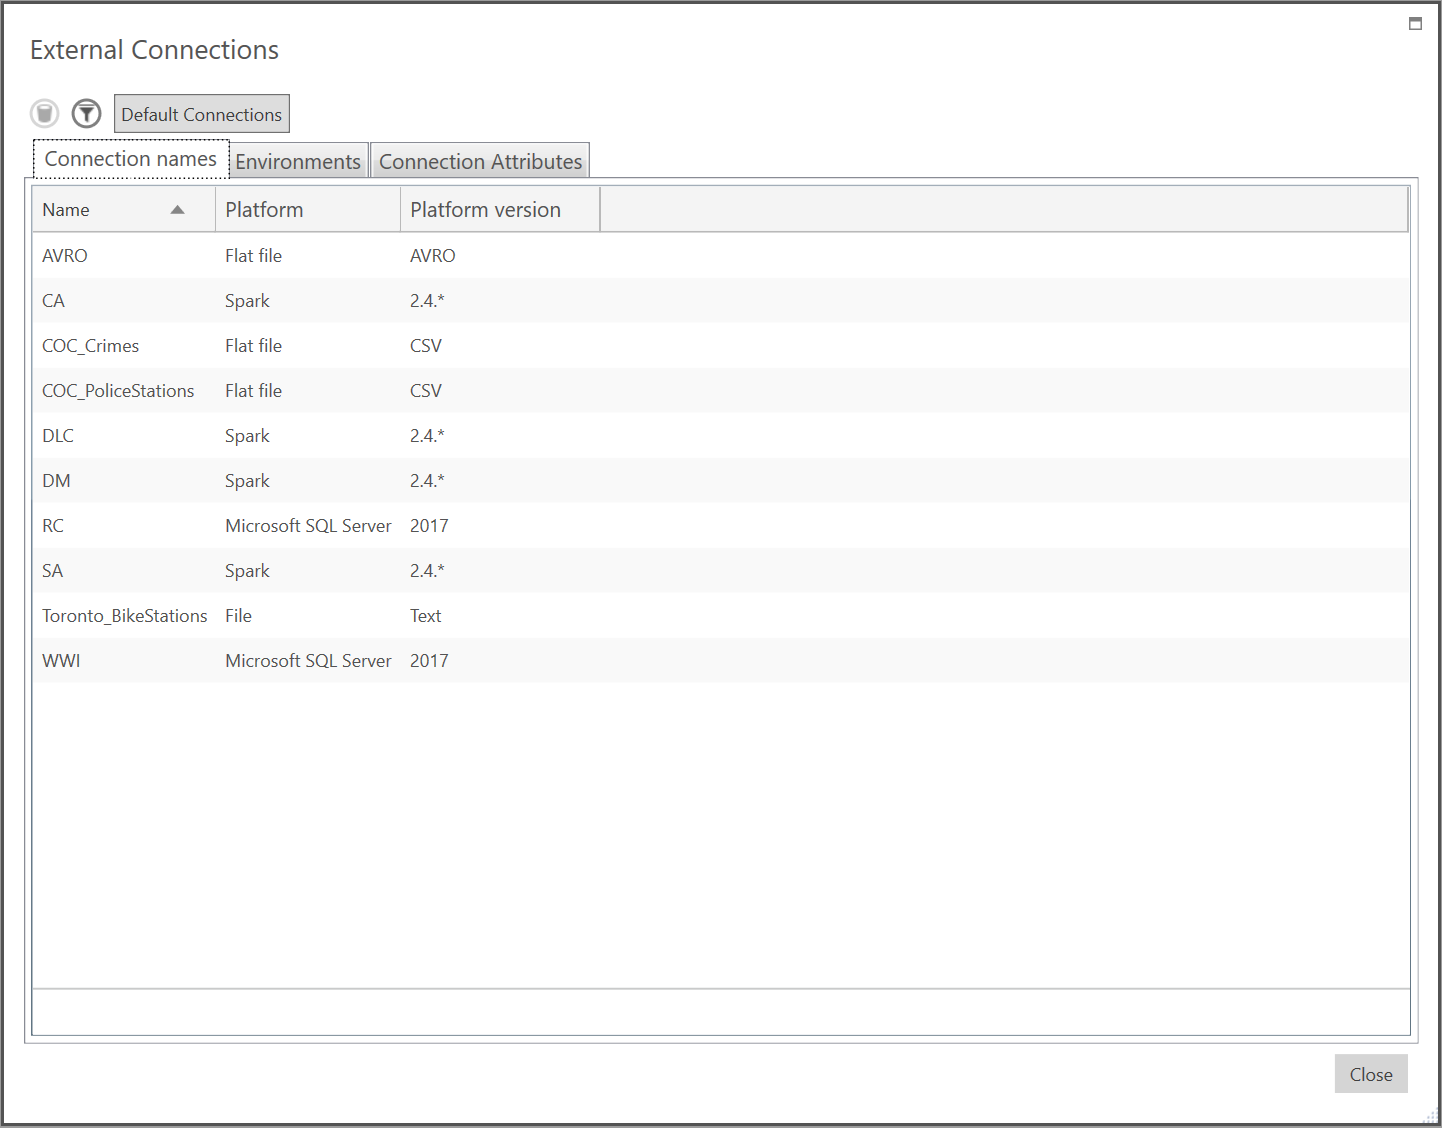 External Connections
Default Connections
Connection names Environments Connection Attributes
Name Platform Platform version
AVRO Flat file AVRO
CA Spark 2.4.*
COC_Crimes Flat file CSV
COC_PoliceStations Flat file CSV
DLC Spark 2.4.*
DM Spark 2.4.*
RC Microsoft SQL Server 2017
SA Spark 2.4.*
Toronto_BikeStations File Text
WWI Microsoft SQL Server 2017
Close